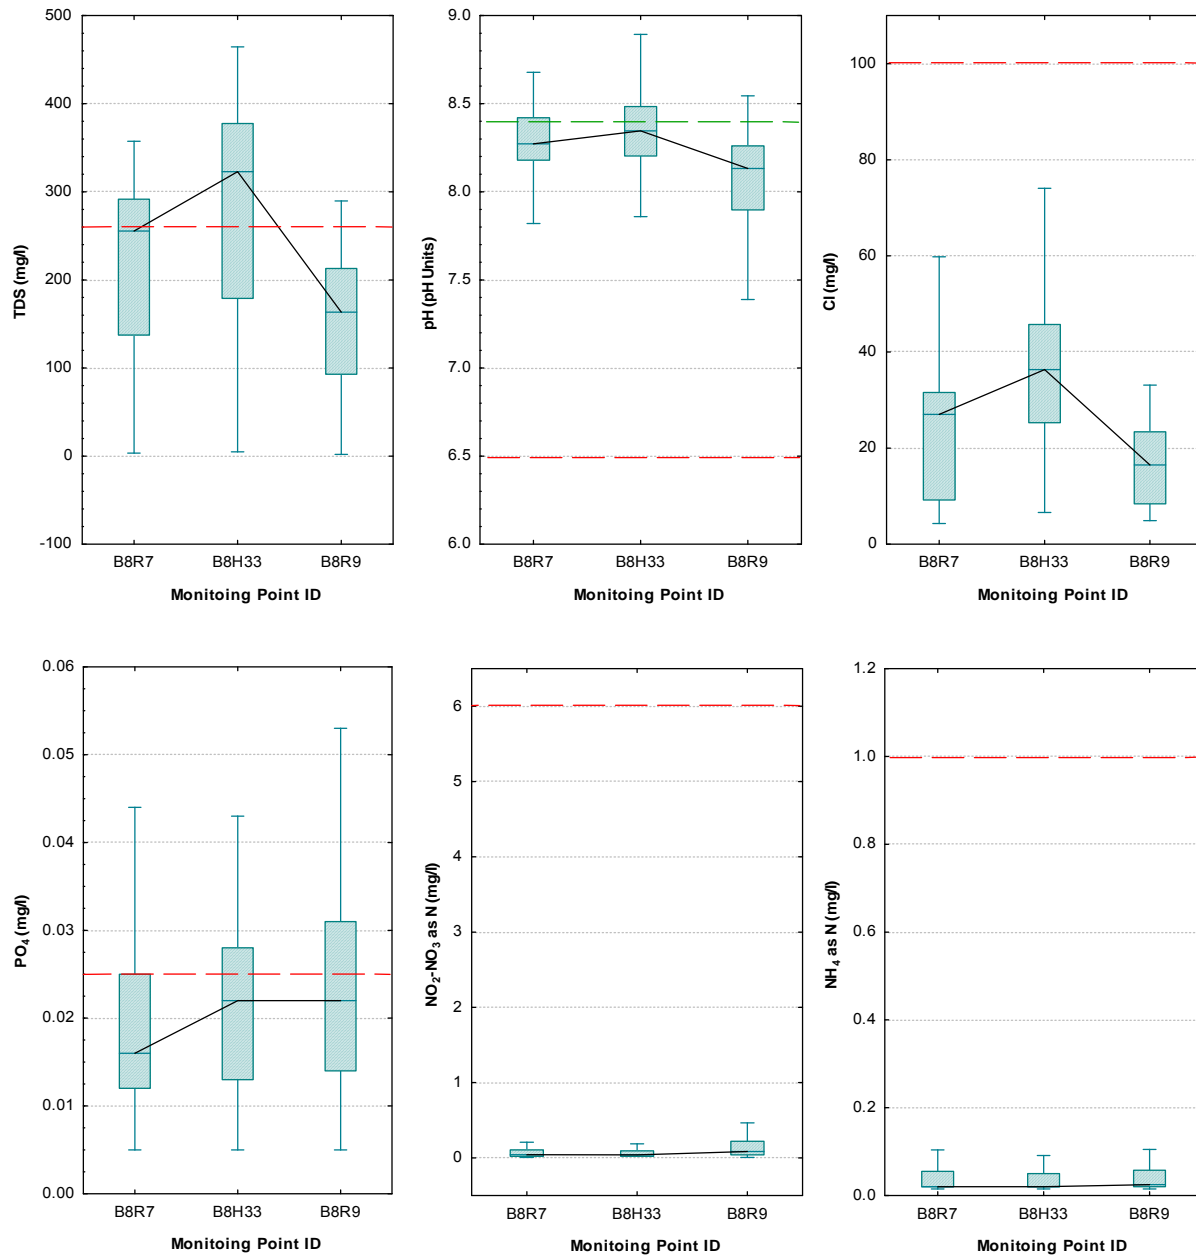 500
400
300
200
100
0
-100
TDS (mg/l)
B8R7 B8H33 B8R9
Monitoing Point ID
9.0
8.5
8.0
7.5
7.0
6.5
6.0
pH (pH Units)
B8R7 B8H33 B8R9
Monitoing Point ID
100
80
60
40
20
0
Cl (mg/l)
B8R7 B8H33 B8R9
Monitoing Point ID
0.06
0.05
0.04
0.03
0.02
0.01
0.00
PO₄ (mg/l)
B8R7 B8H33 B8R9
Monitoing Point ID
6
5
4
3
2
1
0
NO₂-NO₃ as N (mg/l)
B8R7 B8H33 B8R9
Monitoing Point ID
1.2
1.0
0.8
0.6
0.4
0.2
0.0
NH₄ as N (mg/l)
B8R7 B8H33 B8R9
Monitoing Point ID